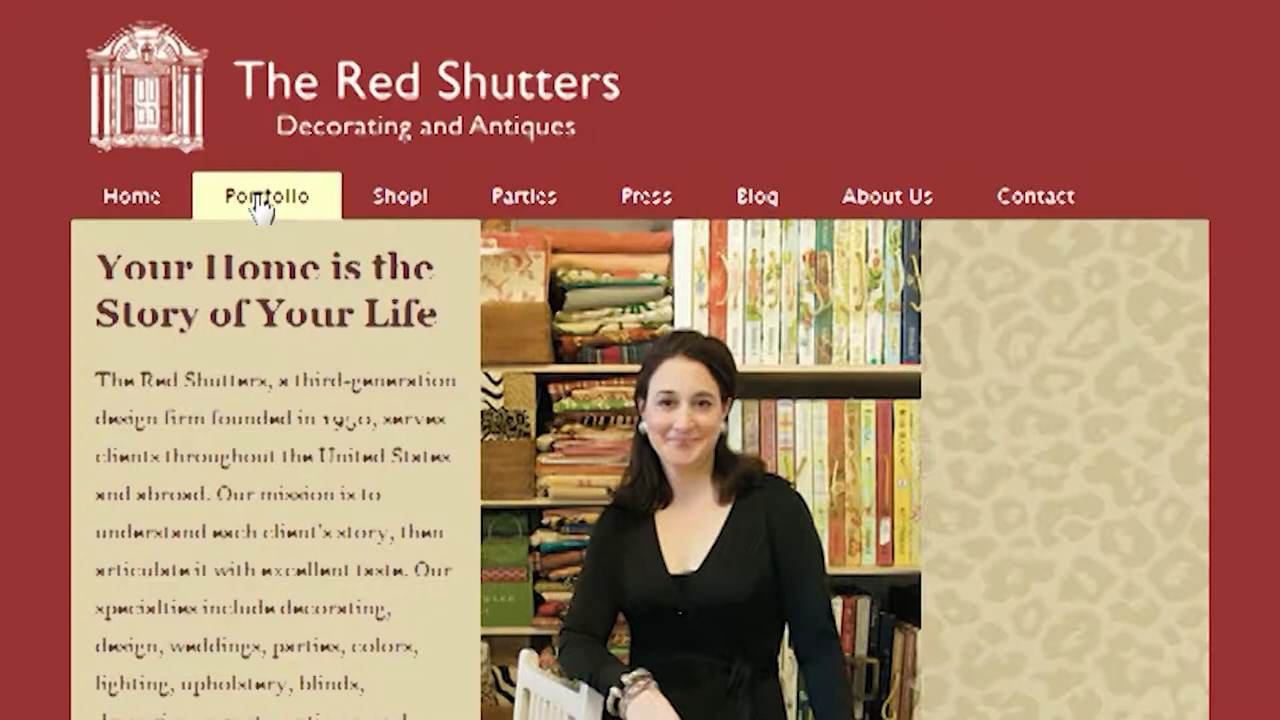 The Red Shutters
Decorating and Antiques
Home Portfolio Shop! Parties Press Blog About Us Contact
Your Home is the
Story of Your Life
The Red Shutters, a third-generation
design firm founded in 1950, serves
clients throughout the United States
and abroad. Our mission is to
understand each client's story, then
articulate it with excellent taste. Our
specialties include decorating,
design, weddings, parties, colors,
lighting, upholstery, blinds,